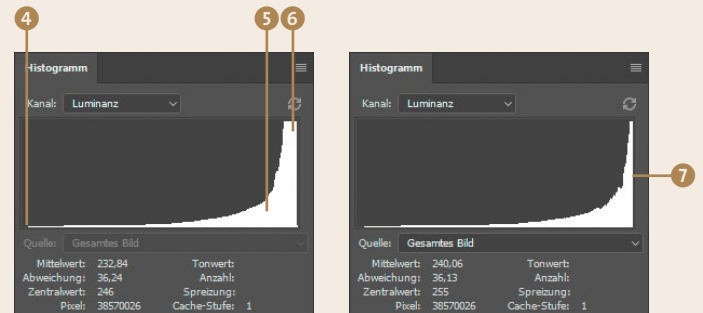 4 5 6
Histogramm
Kanal: Luminanz
Quelle: Gesamtes Bild
Mittelwert: 232,84 Tonwert:
Abweichung: 36,24 Anzahl:
Zentralwert: 246 Spreizung:
Pixel: 38570026 Cache-Stufe: 1
Histogramm
Kanal: Luminanz
7
Quelle: Gesamtes Bild
Mittelwert: 240,06 Tonwert:
Abweichung: 36,13 Anzahl:
Zentralwert: 255 Spreizung:
Pixel: 38570026 Cache-Stufe: 1